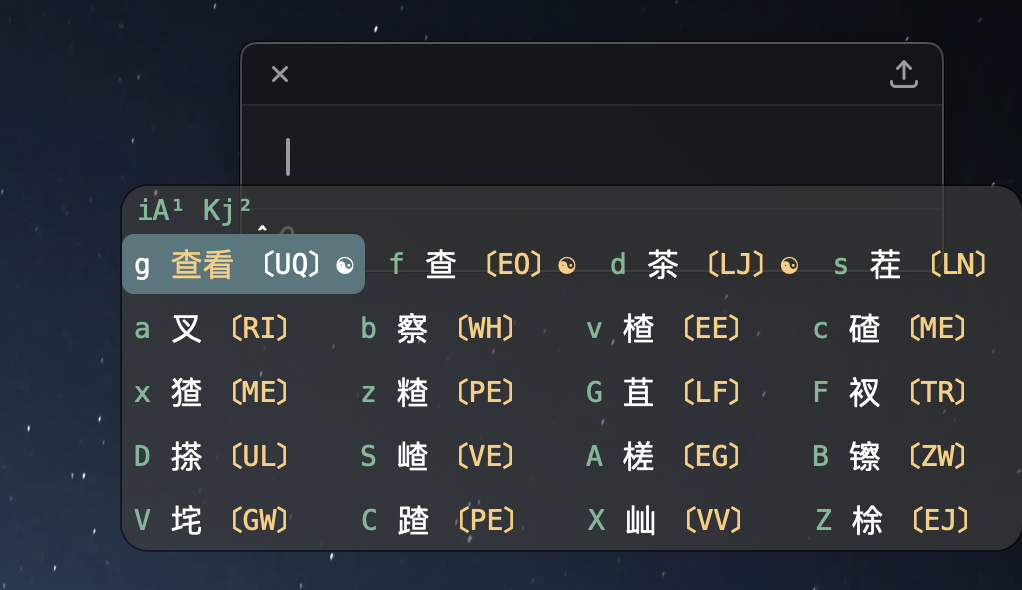 iA¹ Kj²
g 查看 〔UQ〕☯ f 查 〔EO〕☯ d 茶 〔LJ〕☯ s 茬 〔LN〕
a 叉 〔RI〕 b 察 〔WH〕 v 楂 〔EE〕 c 碴 〔ME〕
x 猹 〔ME〕 z 糌 〔PE〕 G 苴 〔LF〕 F 衩 〔TR〕
D 搽 〔UL〕 S 嵖 〔VE〕 A 槎 〔EG〕 B 镲 〔ZW〕
V 垞 〔GW〕 C 蹅 〔PE〕 X 屾 〔VV〕 Z 梌 〔EJ〕